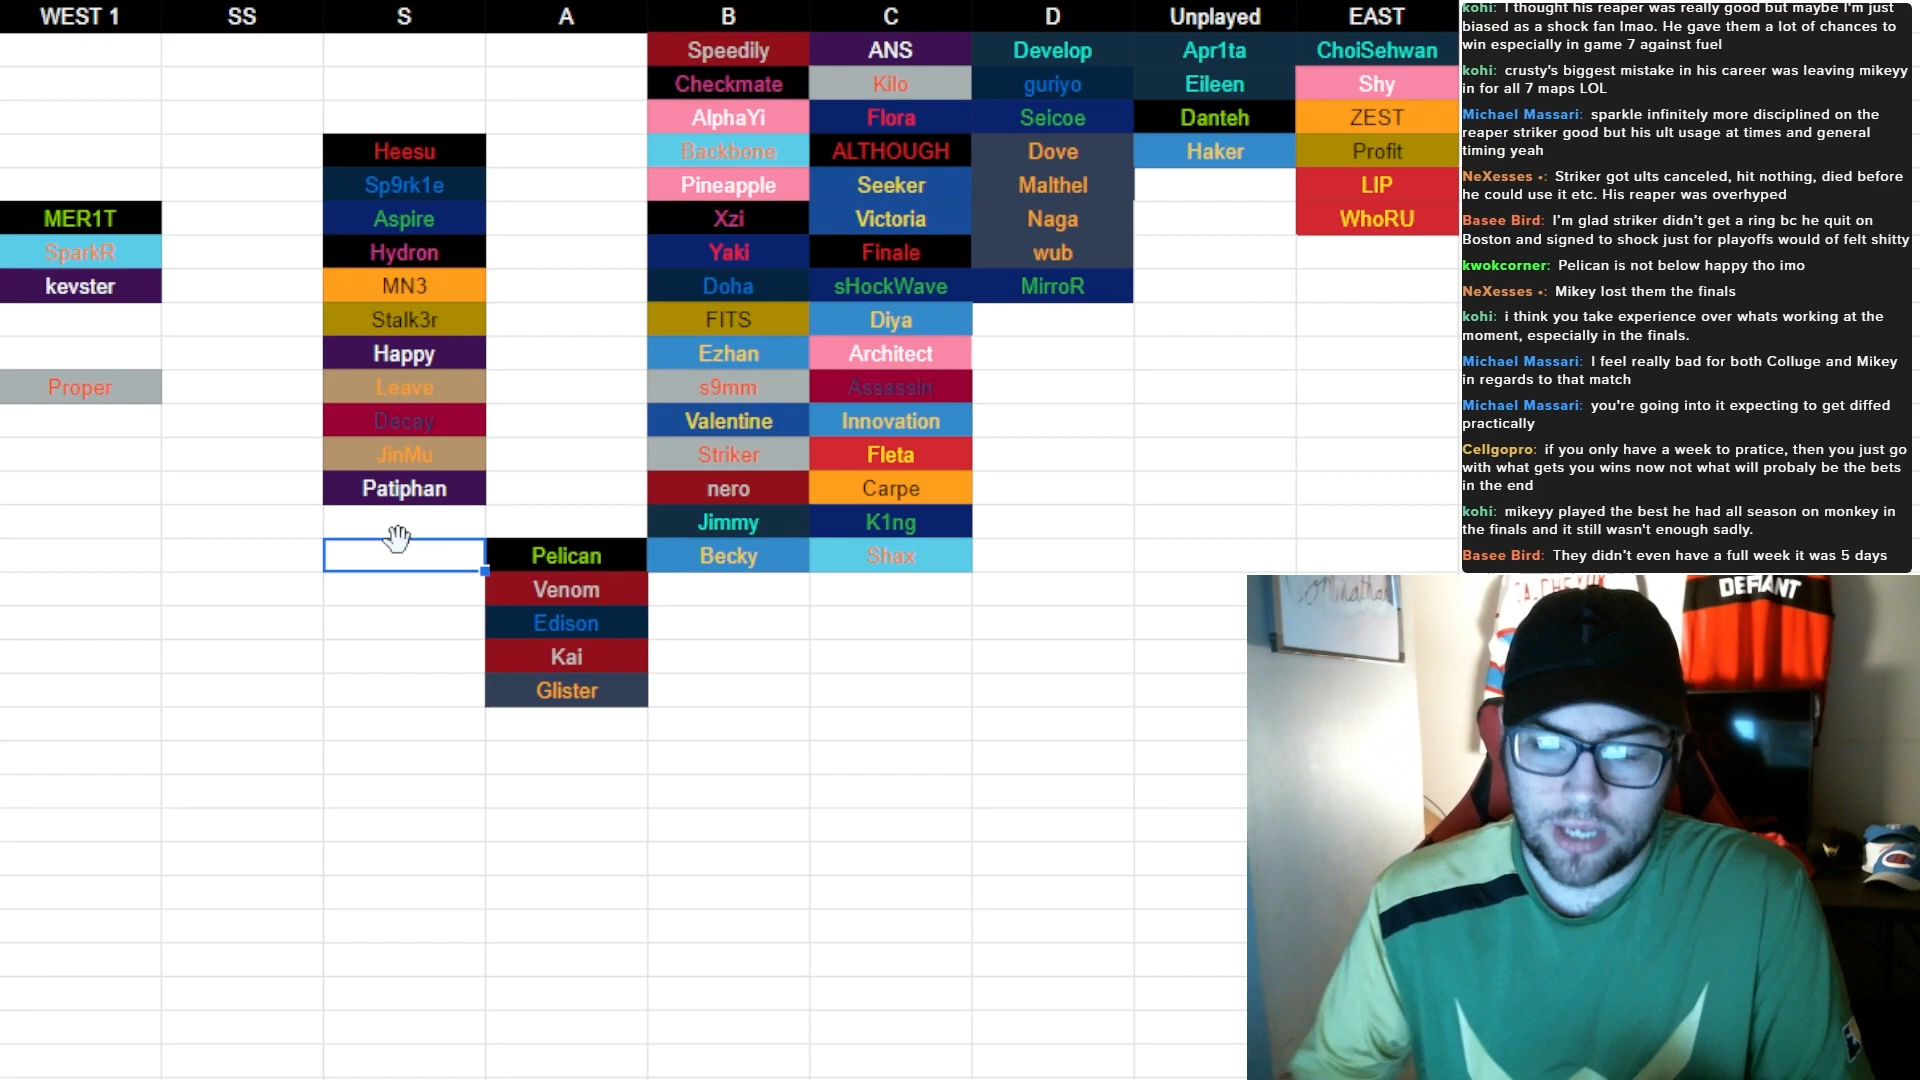 WEST 1 SS S A B C D Unplayed EAST
Speedily ANS Develop Apr1ta ChoiSehwan
Checkmate Kilo guriyo Eileen Shy
AlphaYi Flora Seicoe Danteh ZEST
Heesu Backbone ALTHOUGH Dove Haker Profit
Sp9rk1e Pineapple Seeker Malthel LIP
MER1T Aspire Xzi Victoria Naga WhoRU
SparkR Hydron Yaki Finale wub
kevster MN3 Doha sHockWave MirroR
Stalk3r FITS Diya
Happy Ezhan Architect
Proper Leave s9mm Assassin
Decay Valentine Innovation
JinMu Striker Fleta
Patiphan nero Carpe
Jimmy K1ng
Pelican Becky Shax
Venom
Edison
Kai
Glister
kohi: I thought his reaper was really good but maybe I'm just
biased as a shock fan lmao. He gave them a lot of chances to
win especially in game 7 against fuel
kohi: crusty's biggest mistake in his career was leaving mikeyy
in for all 7 maps LOL
Michael Massari: sparkle infinitely more disciplined on the
reaper striker good but his ult usage at times and general
timing yeah
NeXesses •: Striker got ults canceled, hit nothing, died before
he could use it etc. His reaper was overhyped
Basee Bird: I'm glad striker didn't get a ring bc he quit on
Boston and signed to shock just for playoffs would of felt shitty
kwokcorner: Pelican is not below happy tho imo
NeXesses •: Mikey lost them the finals
kohi: i think you take experience over whats working at the
moment, especially in the finals.
Michael Massari: I feel really bad for both Colluge and Mikey
in regards to that match
Michael Massari: you're going into it expecting to get diffed
practically
Cellgopro: if you only have a week to pratice, then you just go
with what gets you wins now not what will probaly be the bets
in the end
kohi: mikeyy played the best he had all season on monkey in
the finals and it still wasn't enough sadly.
Basee Bird: They didn't even have a full week it was 5 days
DEFIANT